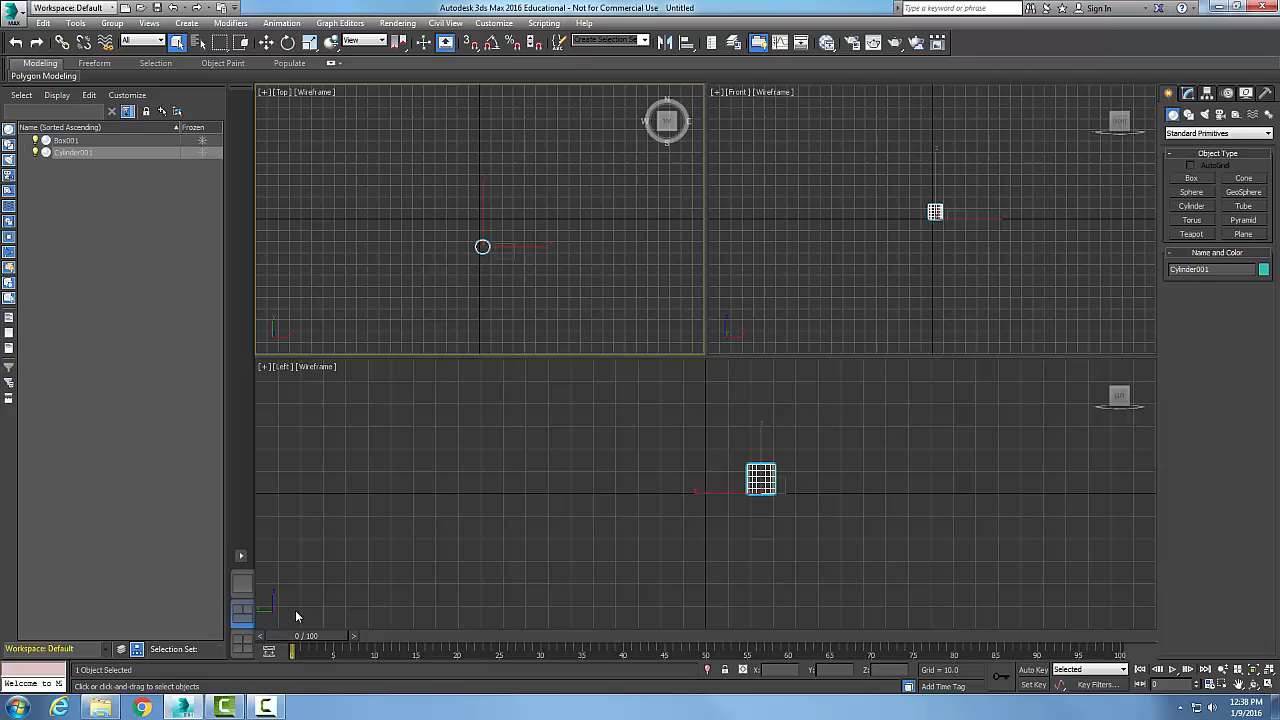 MAX
Workspace: Default
Autodesk 3ds Max 2016 Educational - Not for Commercial Use   Untitled
Type a keyword or phrase
Sign In
Edit Tools Group Views Create Modifiers Animation Graph Editors Rendering Civil View Customize Scripting Help
All
View
Create Selection Se
Modeling Freeform Selection Object Paint Populate
Polygon Modeling
Select Display Edit Customize
Name (Sorted Ascending) Frozen
Box001
Cylinder001
[+] [Top] [Wireframe]
N
W TOP E
S
[+] [Front] [Wireframe]
FRONT
[+] [Left] [Wireframe]
LEFT
Standard Primitives
Object Type
AutoGrid
Box Cone
Sphere GeoSphere
Cylinder Tube
Torus Pyramid
Teapot Plane
Name and Color
Cylinder001
0 / 100
Workspace: Default
Selection Set:
5 10 15 20 25 30 35 40 45 50 55 60 65 70 75 80 85 90 95 100
1 Object Selected
X: Y: Z:
Grid = 10.0
Auto Key Selected
Welcome to M
Click or click-and-drag to select objects
Add Time Tag
Set Key Key Filters...
0
12:38 PM
1/9/2016